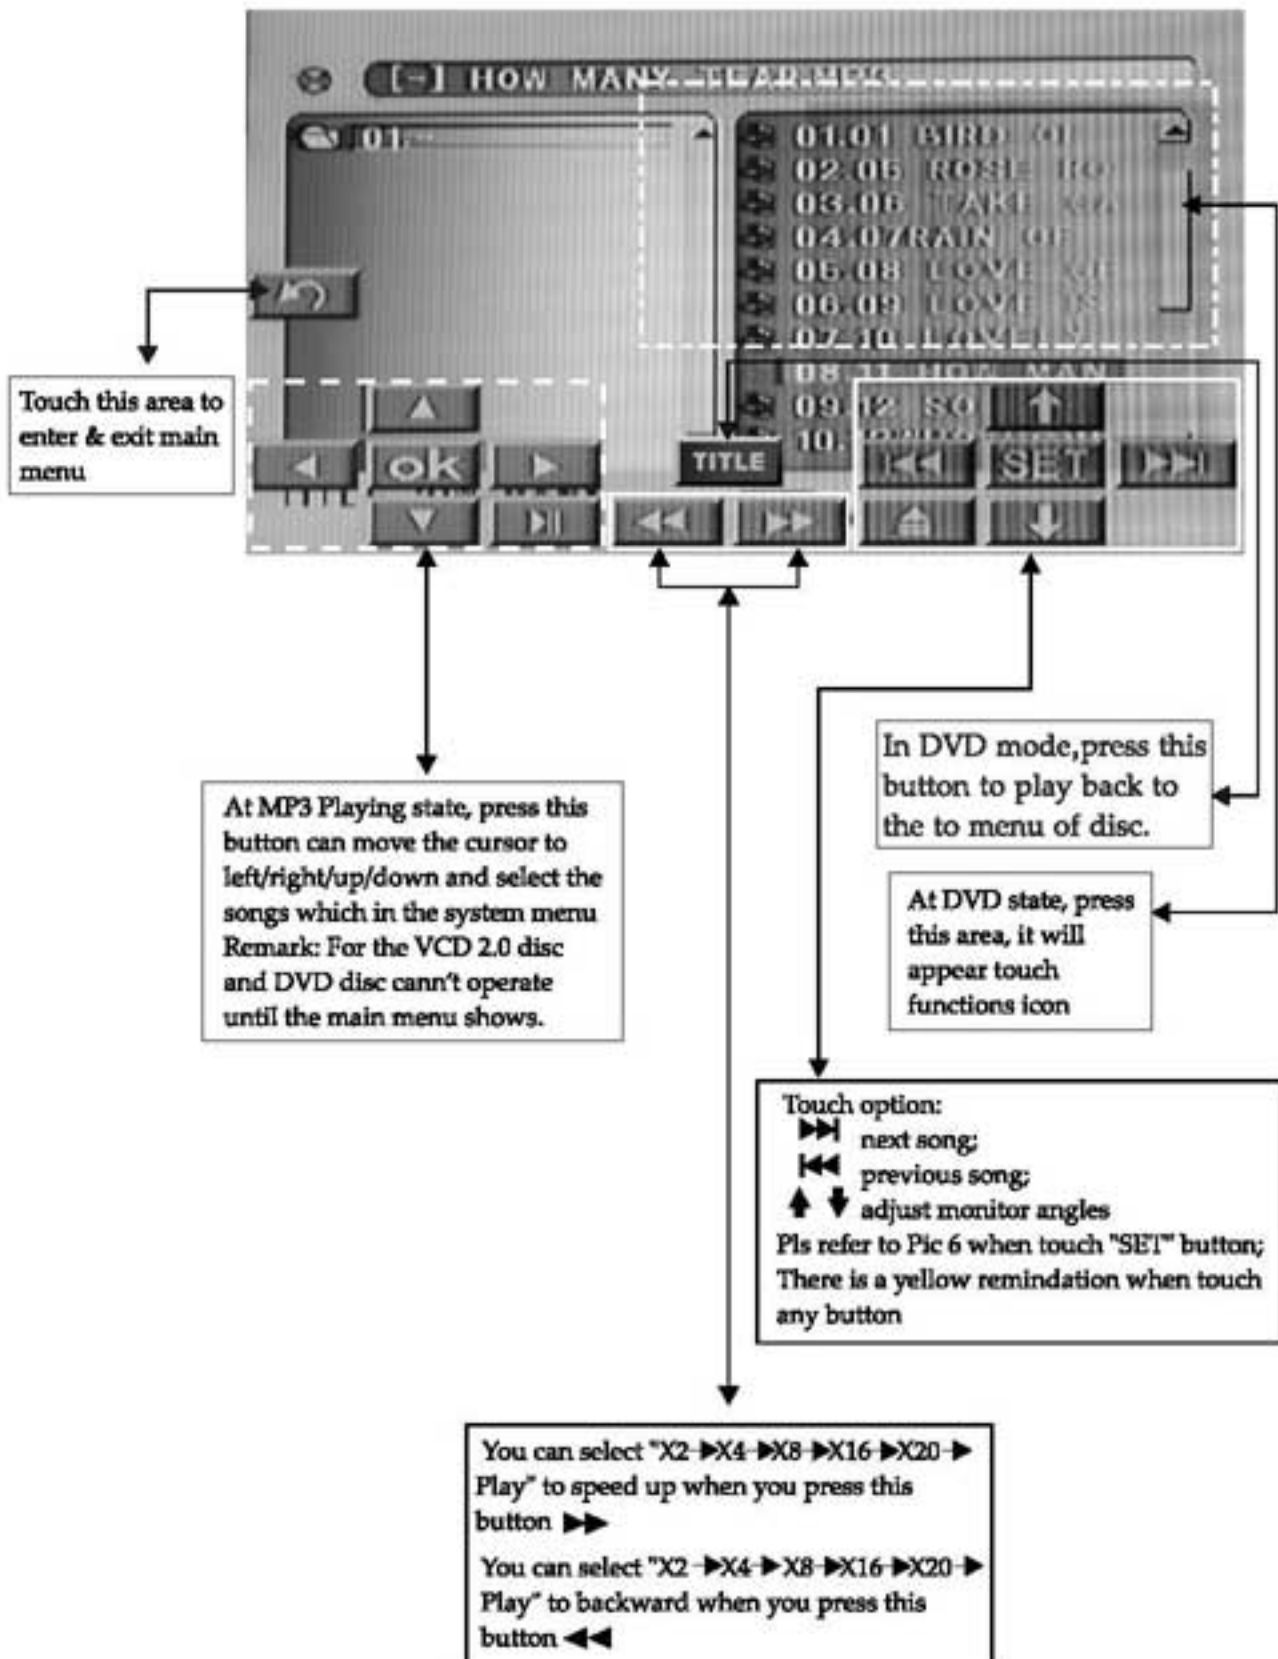 [-] HOW MANY
01.
01.01 BIRD OF
02.05 ROSE
03.06 TAKE
04.07RAIN OF
05.08 LOVE OF
06.09 LOVE IS
07.10 LOVELY
08.11 HOW MAN
09.12 SO
10.
ok
TITLE
SET
TITLE
Touch this area to
enter & exit main
menu
In DVD mode,press this
button to play back to
the to menu of disc.
At MP3 Playing state, press this
button can move the cursor to
left/right/up/down and select the
songs which in the system menu
Remark: For the VCD 2.0 disc
and DVD disc cann't operate
until the main menu shows.
At DVD state, press
this area, it will
appear touch
functions icon
Touch option:
next song;
previous song;
adjust monitor angles
Pls refer to Pic 6 when touch "SET" button;
There is a yellow remindation when touch
any button
You can select "X2→X4→X8→X16→X20→
Play" to speed up when you press this
button ▶▶
You can select "X2→X4→X8→X16→X20→
Play" to backward when you press this
button ◀◀